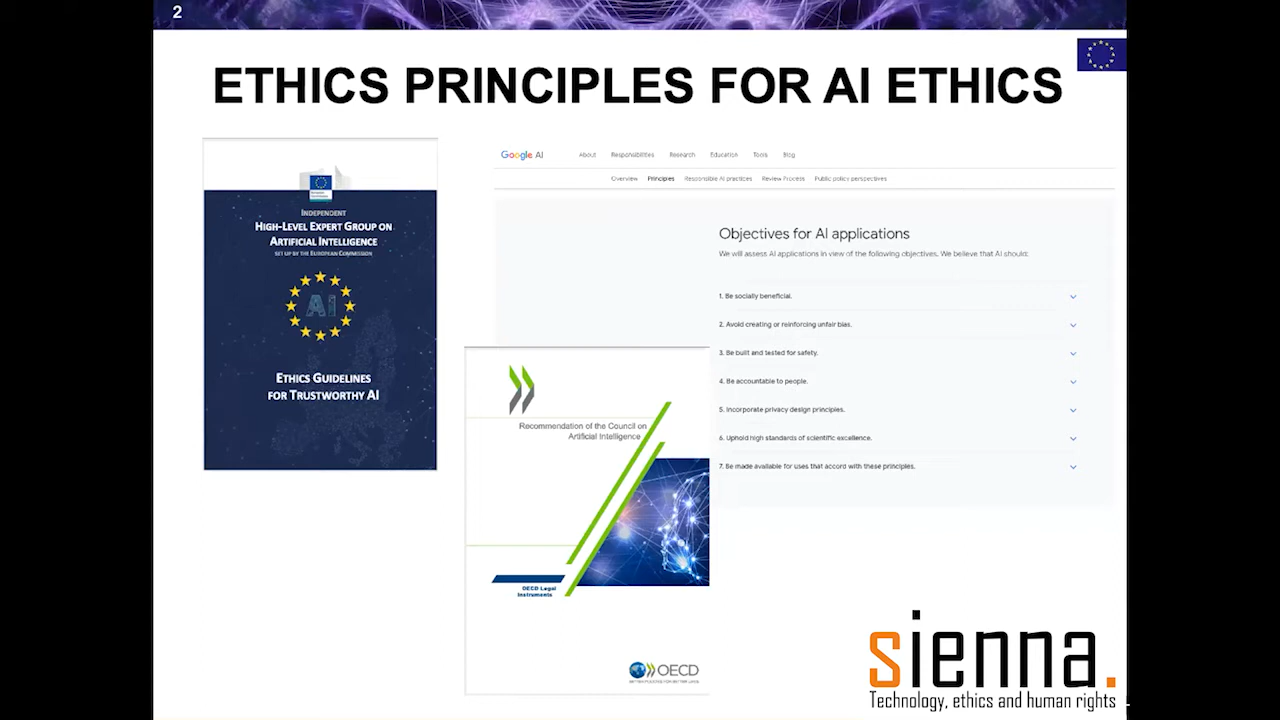 2
ETHICS PRINCIPLES FOR AI ETHICS
INDEPENDENT
HIGH-LEVEL EXPERT GROUP ON
ARTIFICIAL INTELLIGENCE
SET UP BY THE EUROPEAN COMMISSION
AI
ETHICS GUIDELINES
FOR TRUSTWORTHY AI
Google AI
About Responsibilities Research Education Tools Blog
Overview Principles Responsible AI practices Review Process Public policy perspectives
Objectives for AI applications
We will assess AI applications in view of the following objectives. We believe that AI should:
1. Be socially beneficial.
2. Avoid creating or reinforcing unfair bias.
3. Be built and tested for safety.
4. Be accountable to people.
5. Incorporate privacy design principles.
6. Uphold high standards of scientific excellence.
7. Be made available for uses that accord with these principles.
Recommendation of the Council on
Artificial Intelligence
OECD Legal
Instruments
OECD
BETTER POLICIES FOR BETTER LIVES
sienna.
Technology, ethics and human rights